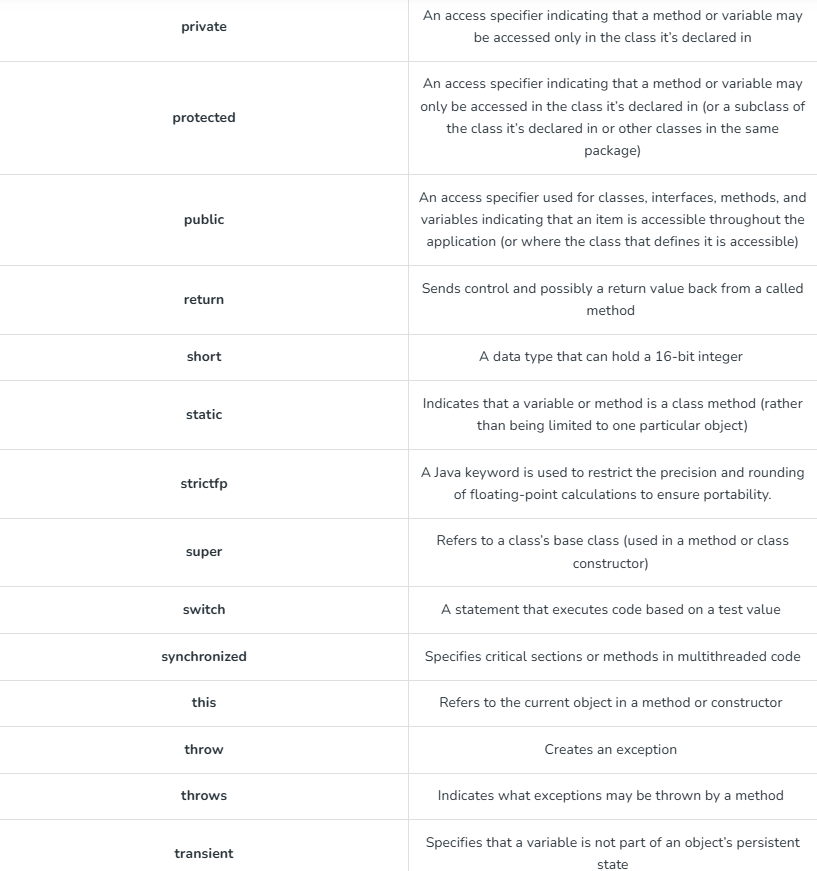 private
An access specifier indicating that a method or variable may
be accessed only in the class it’s declared in
protected
An access specifier indicating that a method or variable may
only be accessed in the class it’s declared in (or a subclass of
the class it’s declared in or other classes in the same
package)
public
An access specifier used for classes, interfaces, methods, and
variables indicating that an item is accessible throughout the
application (or where the class that defines it is accessible)
return
Sends control and possibly a return value back from a called
method
short
A data type that can hold a 16-bit integer
static
Indicates that a variable or method is a class method (rather
than being limited to one particular object)
strictfp
A Java keyword is used to restrict the precision and rounding
of floating-point calculations to ensure portability.
super
Refers to a class’s base class (used in a method or class
constructor)
switch
A statement that executes code based on a test value
synchronized
Specifies critical sections or methods in multithreaded code
this
Refers to the current object in a method or constructor
throw
Creates an exception
throws
Indicates what exceptions may be thrown by a method
transient
Specifies that a variable is not part of an object’s persistent
state